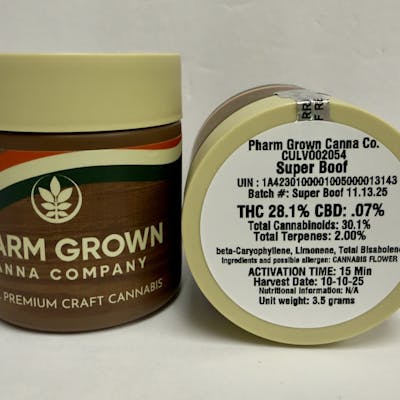 ARM GROWN
ANNA COMPANY
PREMIUM CRAFT CANNABIS
Pharm Grown Canna Co.
CULV002054
Super Boof
UIN : 1A4230100001005000013143
Batch #: Super Boof 11.13.25
THC 28.1% CBD: .07%
Total Cannabinoids: 30.1%
Total Terpenes: 2.00%
beta-Caryophyllene, Limonene, Total Bisabolene
Ingredients and possible allergen: CANNABIS FLOWER
ACTIVATION TIME: 15 Min
Harvest Date: 10-10-25
Nutritional information: N/A
Unit weight: 3.5 grams